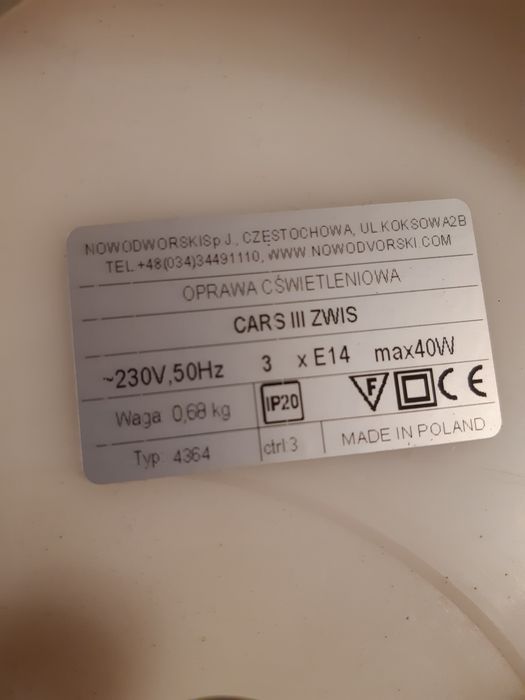 NOWODWORSKISp J., CZĘSTOCHOWA, UL.KOKSOWA2B
TEL.+48(034)34491110, WWW.NOWODVORSKI.COM
OPRAWA CŚWIETLENIOWA
CARS III ZWIS
~230V,50Hz 3 x E14 max40W
Waga 0,68 kg IP20 F CE
Typ: 4364 ctrl 3 MADE IN POLAND